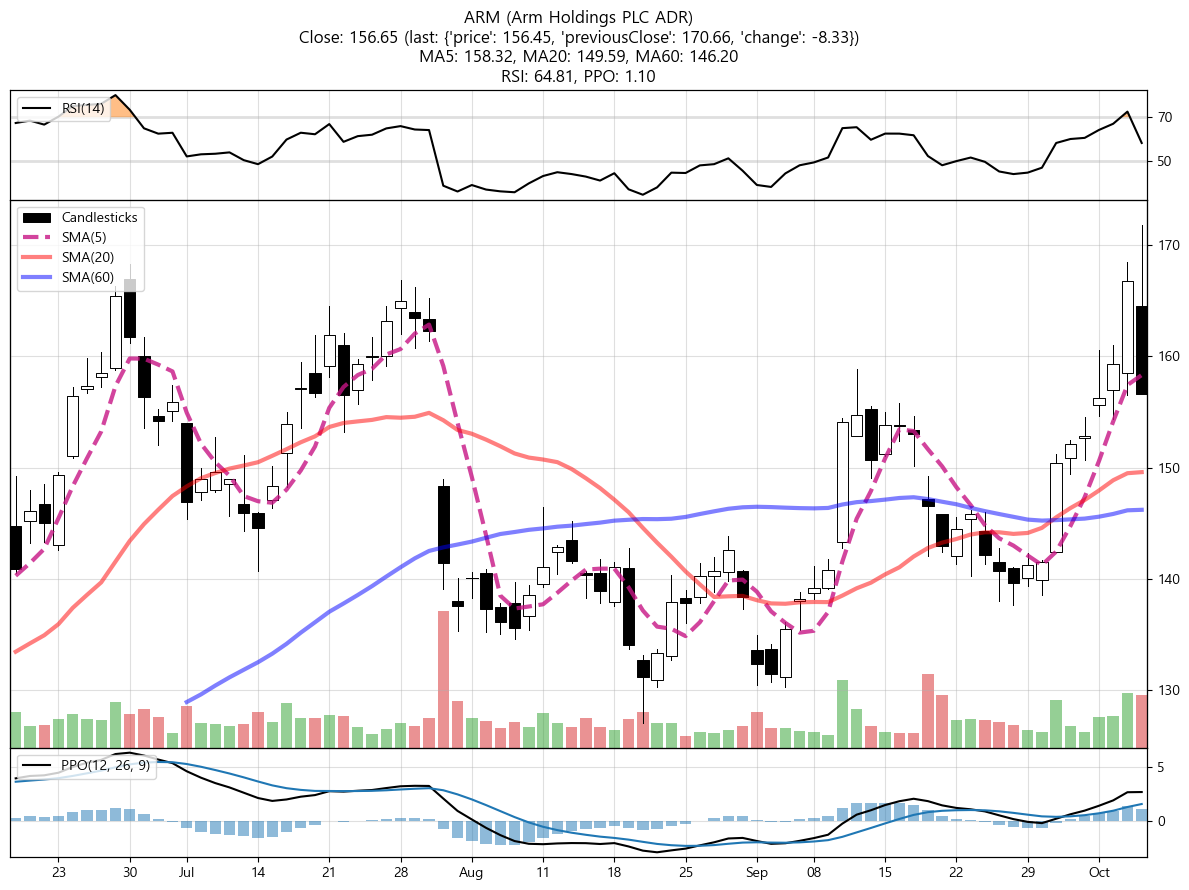 ARM (Arm Holdings PLC ADR)
Close: 156.65 (last: {'price': 156.45, 'previousClose': 170.66, 'change': -8.33})
MA5: 158.32, MA20: 149.59, MA60: 146.20
RSI: 64.81, PPO: 1.10
RSI(14)
70
50
Candlesticks
SMA(5)
SMA(20)
SMA(60)
170
160
150
140
130
PPO(12, 26, 9)
5
0
23 30 Jul 14 21 28 Aug 11 18 25 Sep 08 15 22 29 Oct